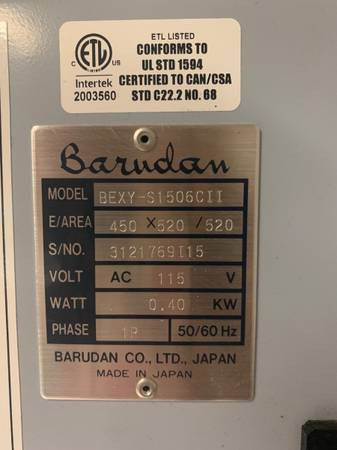 ETL LISTED
CONFORMS TO
UL STD 1594
CERTIFIED TO CAN/CSA
STD C22.2 NO. 68
C ETL US
Intertek
2003560
Barudan
MODEL BEXY-S1506CII
E/AREA 450 X 520 / 520
S/NO. 3121769I15
VOLT AC 115 V
WATT 0.40 KW
PHASE 1P 50/60 Hz
BARUDAN CO., LTD., JAPAN
MADE IN JAPAN